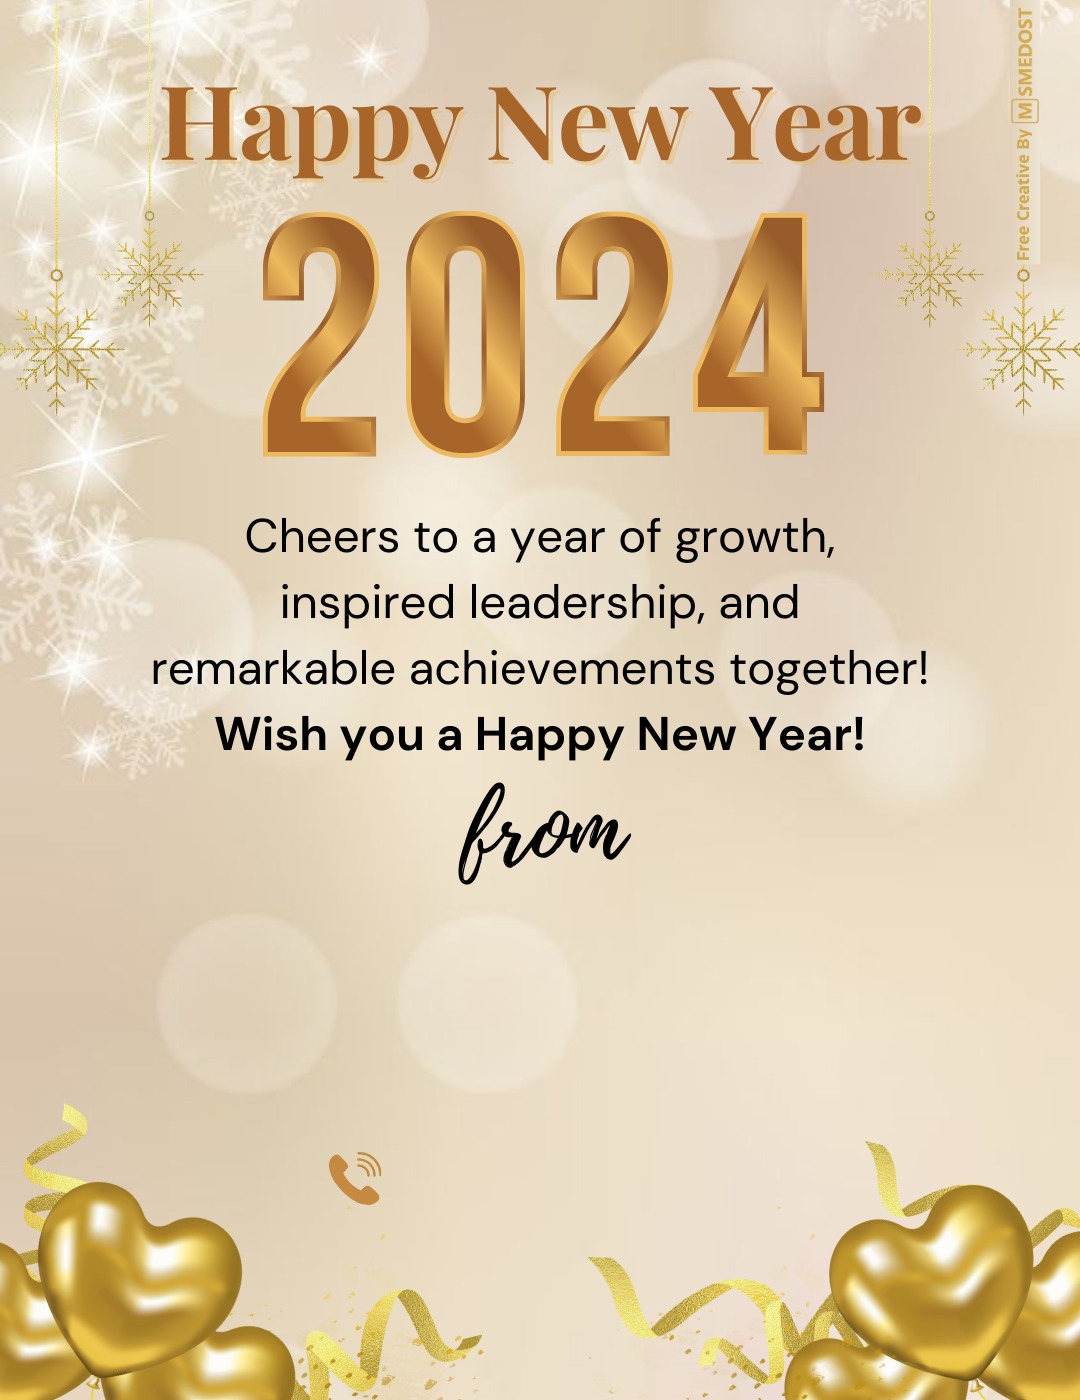 Happy New Year
2024
Cheers to a year of growth,
inspired leadership, and
remarkable achievements together!
Wish you a Happy New Year!
from
Free Creative By MSMEDOST